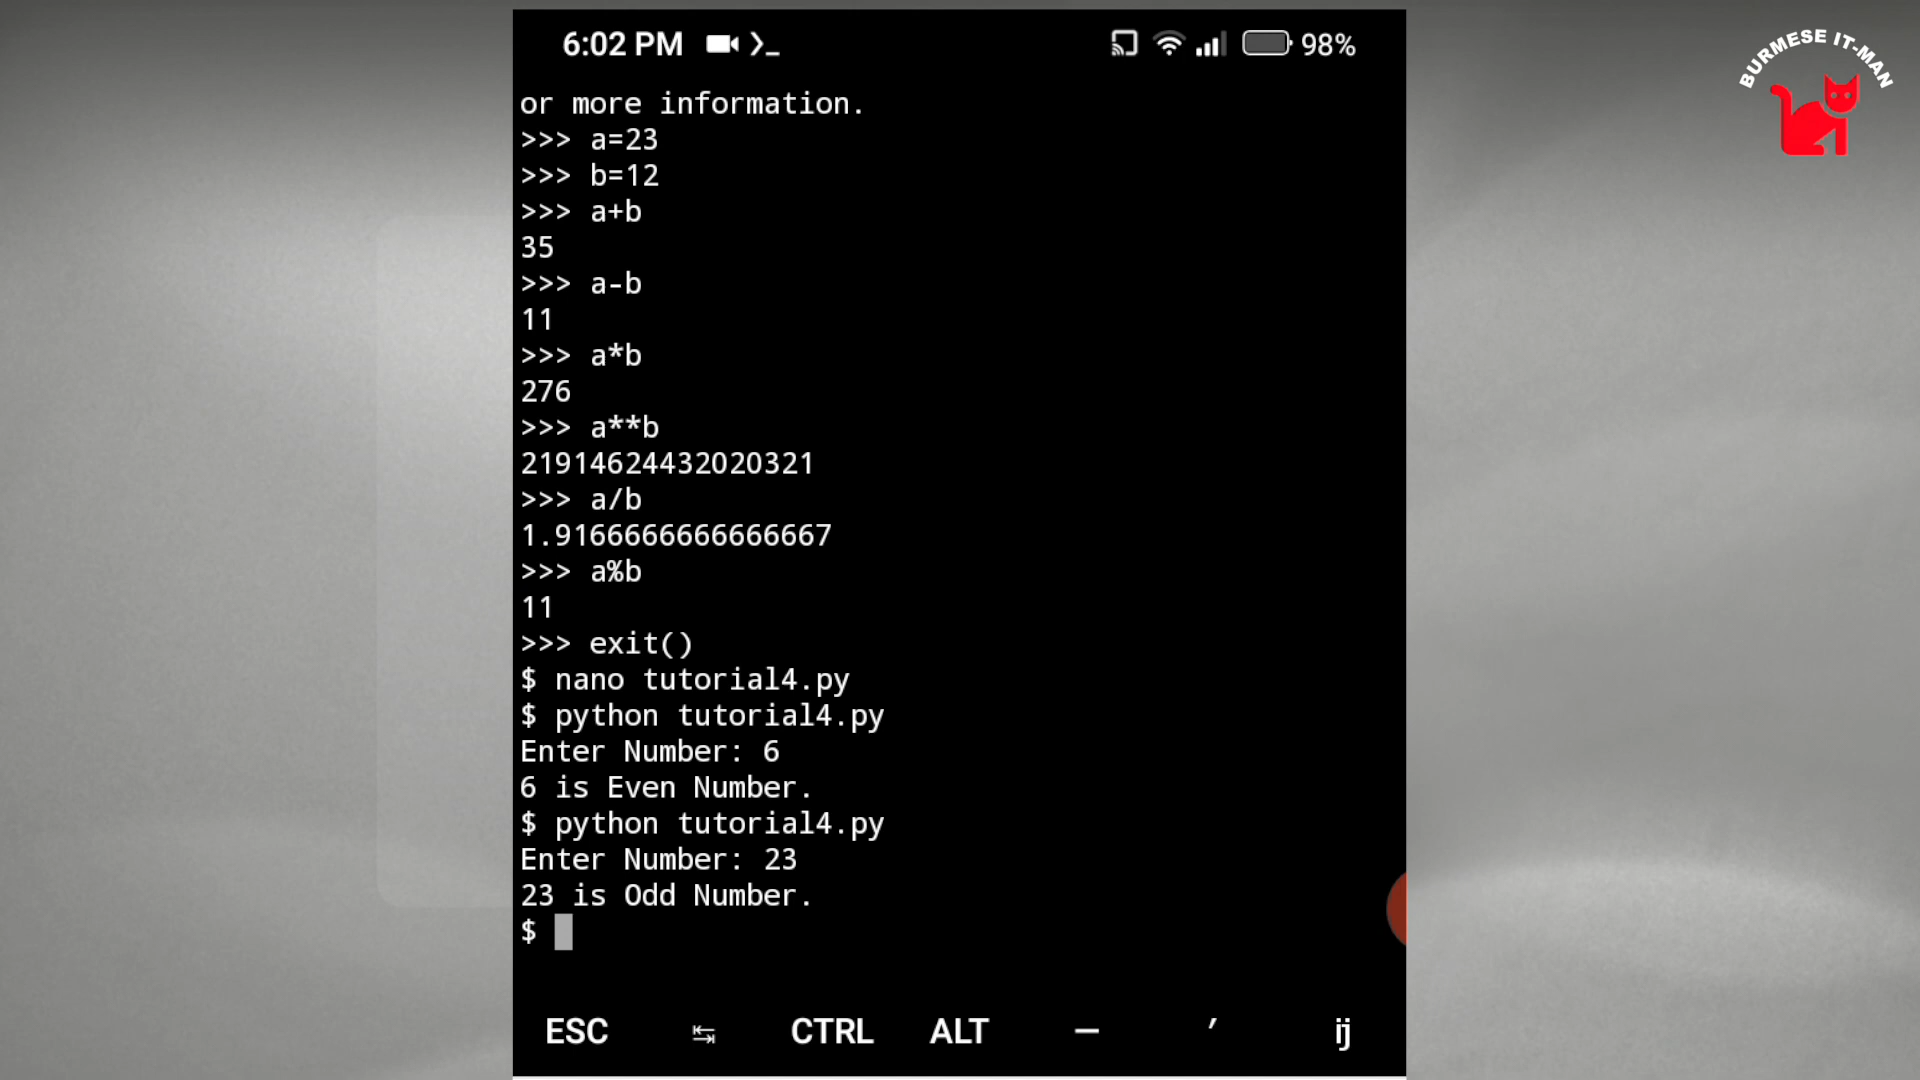 6:02 PM
98%
BURMESE IT-MAN
or more information.
>>> a=23
>>> b=12
>>> a+b
35
>>> a-b
11
>>> a*b
276
>>> a**b
21914624432020321
>>> a/b
1.9166666666666667
>>> a%b
11
>>> exit()
$ nano tutorial4.py
$ python tutorial4.py
Enter Number: 6
6 is Even Number.
$ python tutorial4.py
Enter Number: 23
23 is Odd Number.
$
ESC ↹ CTRL ALT — ′ ij